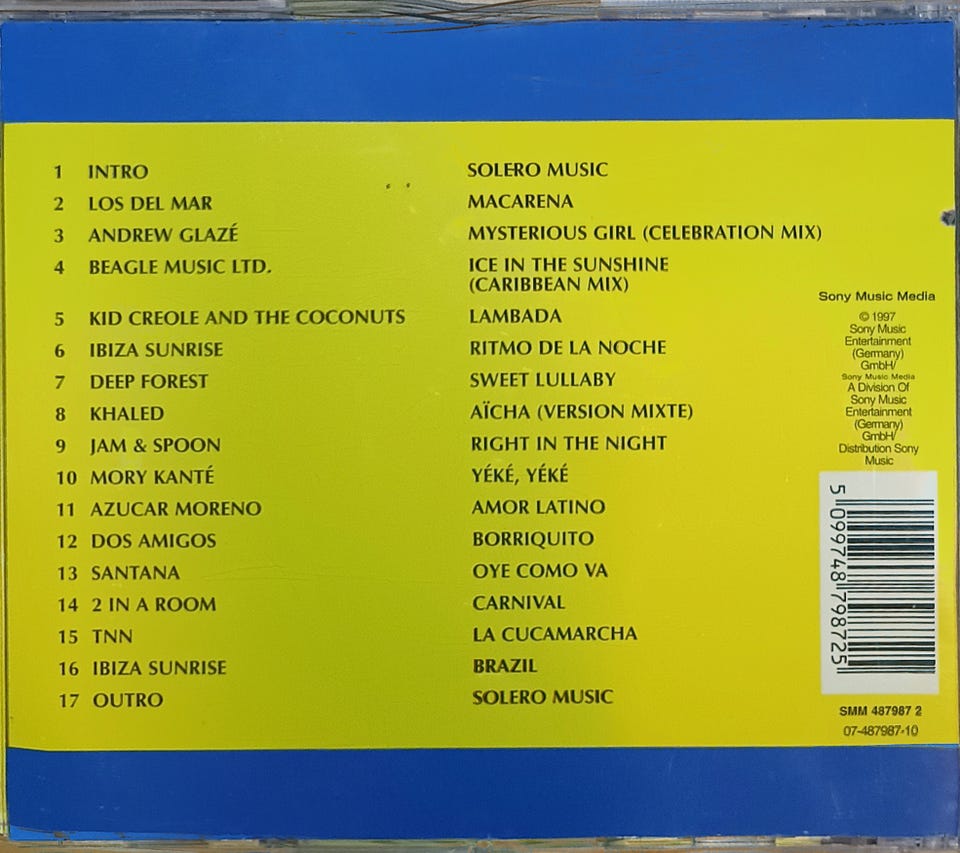 1 INTRO SOLERO MUSIC
2 LOS DEL MAR MACARENA
3 ANDREW GLAZÉ MYSTERIOUS GIRL (CELEBRATION MIX)
4 BEAGLE MUSIC LTD. ICE IN THE SUNSHINE
(CARIBBEAN MIX)
5 KID CREOLE AND THE COCONUTS LAMBADA
6 IBIZA SUNRISE RITMO DE LA NOCHE
7 DEEP FOREST SWEET LULLABY
8 KHALED AÏCHA (VERSION MIXTE)
9 JAM & SPOON RIGHT IN THE NIGHT
10 MORY KANTÉ YÉKÉ, YÉKÉ
11 AZUCAR MORENO AMOR LATINO
12 DOS AMIGOS BORRIQUITO
13 SANTANA OYE COMO VA
14 2 IN A ROOM CARNIVAL
15 TNN LA CUCAMARCHA
16 IBIZA SUNRISE BRAZIL
17 OUTRO SOLERO MUSIC
Sony Music Media
© 1997
Sony Music
Entertainment
(Germany)
GmbH/
Sony Music Media
A Division Of
Sony Music
Entertainment
(Germany)
GmbH/
Distribution Sony
Music
5 099748 798725
SMM 487987 2
07-487987-10